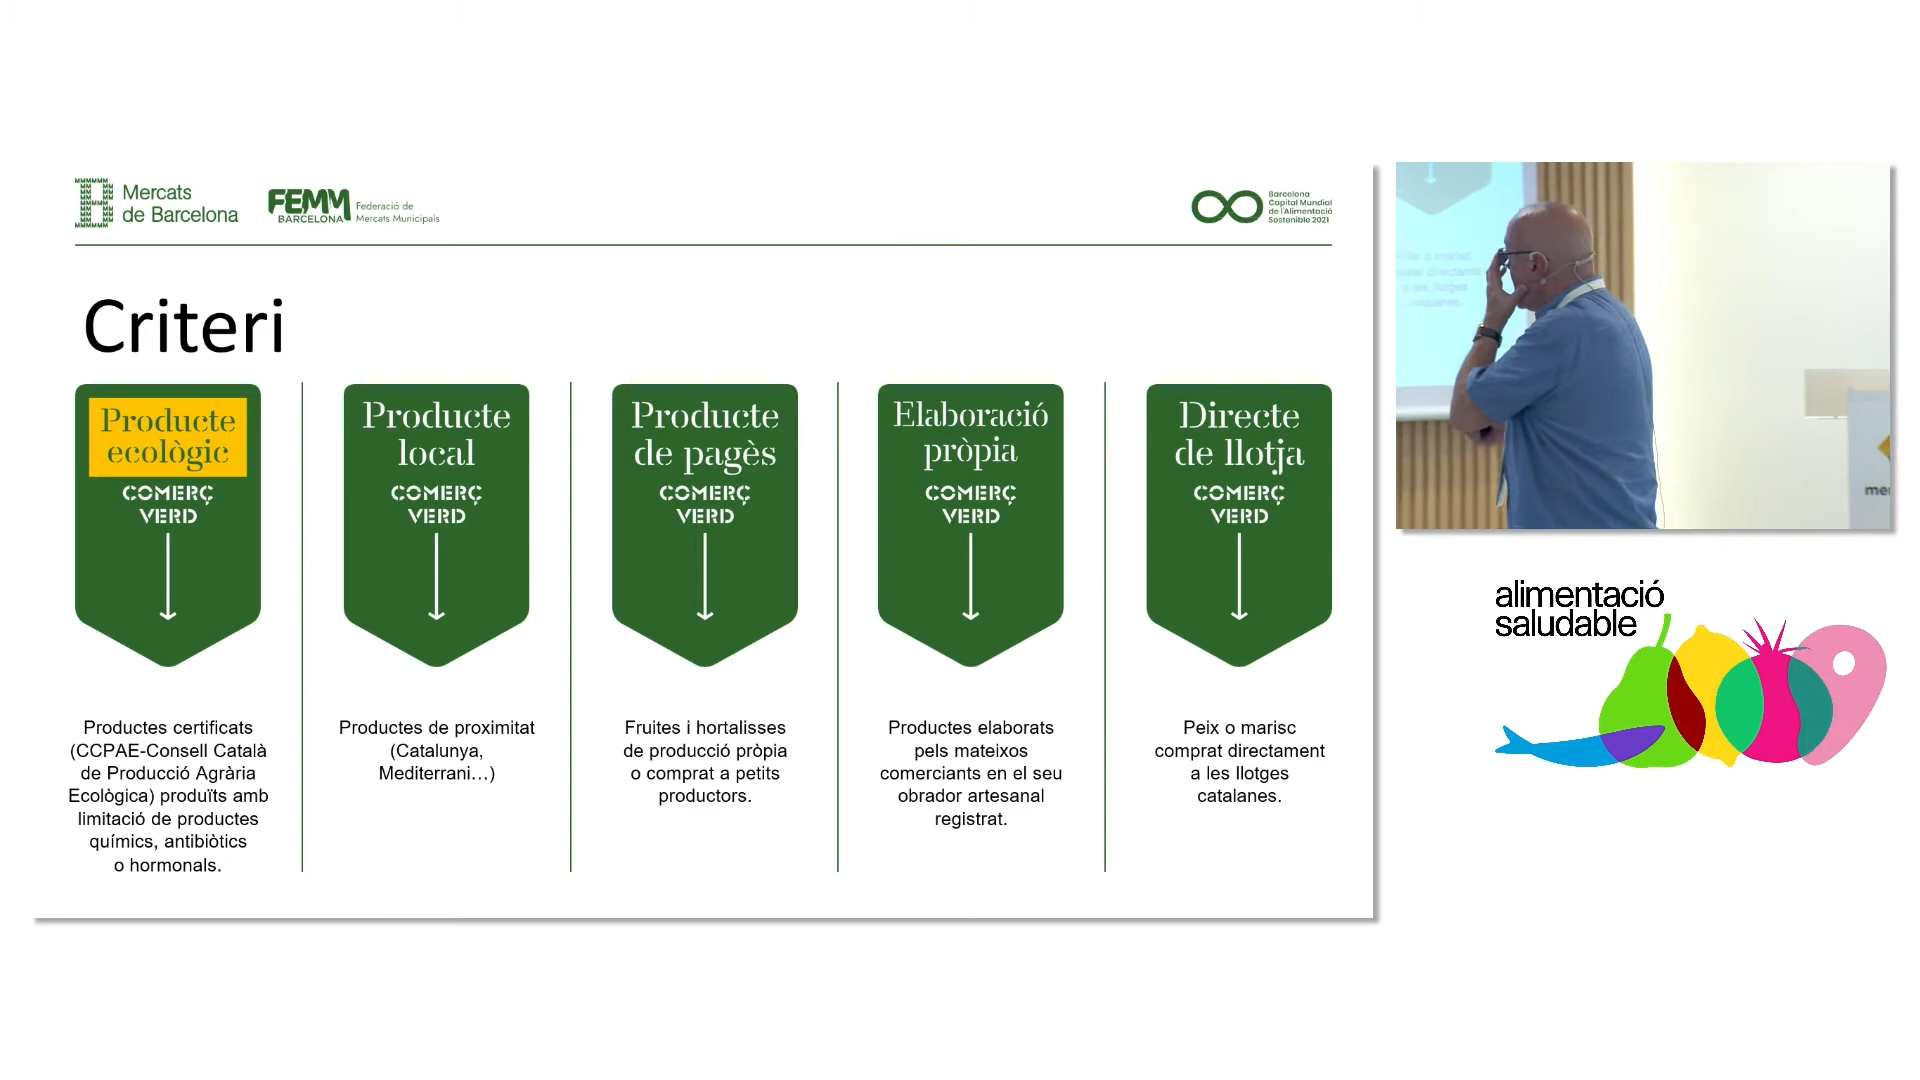 Mercats
de Barcelona
FEMM
BARCELONA
Federació de
Mercats Municipals
Barcelona
Capital Mundial
de l'Alimentació
Sostenible 2021
Criteri
Producte
ecològic
COMERÇ
VERD
Productes certificats
(CCPAE-Consell Català
de Producció Agrària
Ecològica) produïts amb
limitació de productes
químics, antibiòtics
o hormonals.
Producte
local
COMERÇ
VERD
Productes de proximitat
(Catalunya,
Mediterrani...)
Producte
de pagès
COMERÇ
VERD
Fruites i hortalisses
de producció pròpia
o comprat a petits
productors.
Elaboració
pròpia
COMERÇ
VERD
Productes elaborats
pels mateixos
comerciants en el seu
obrador artesanal
registrat.
Directe
de llotja
COMERÇ
VERD
Peix o marisc
comprat directament
a les llotges
catalanes.
alimentació
saludable